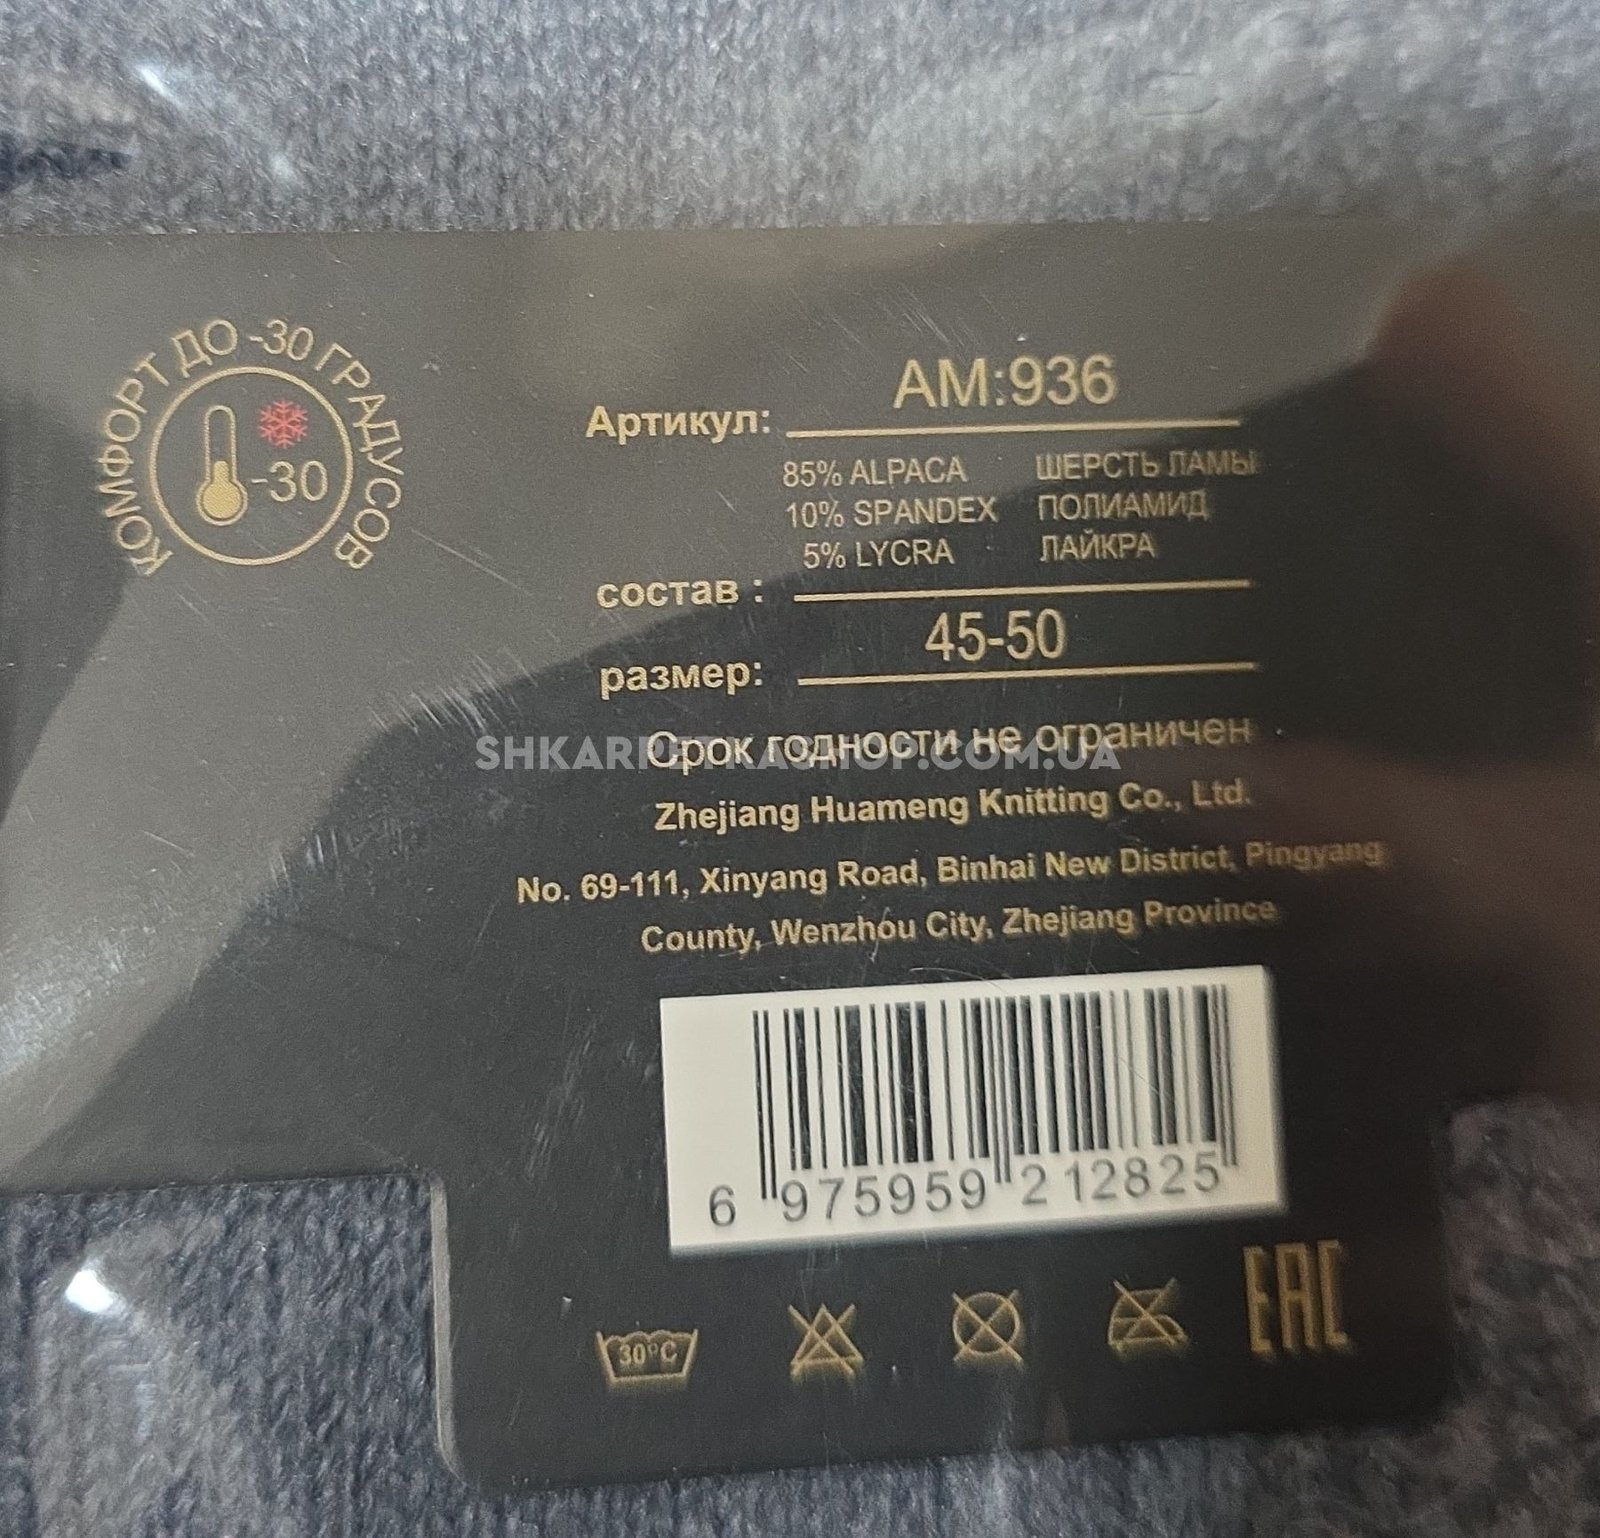 КОМФОРТ ДО -30 ГРАДУСОВ
-30
Артикул: AM:936
85% ALPACA ШЕРСТЬ ЛАМЫ
10% SPANDEX ПОЛИАМИД
5% LYCRA ЛАЙКРА
состав :
размер: 45-50
Срок годности не ограничен
SHKARPETKASHOP.COM.UA
Zhejiang Huameng Knitting Co., Ltd.
No. 69-111, Xinyang Road, Binhai New District, Pingyang
County, Wenzhou City, Zhejiang Province
6 975959 212825
30°C
EAC